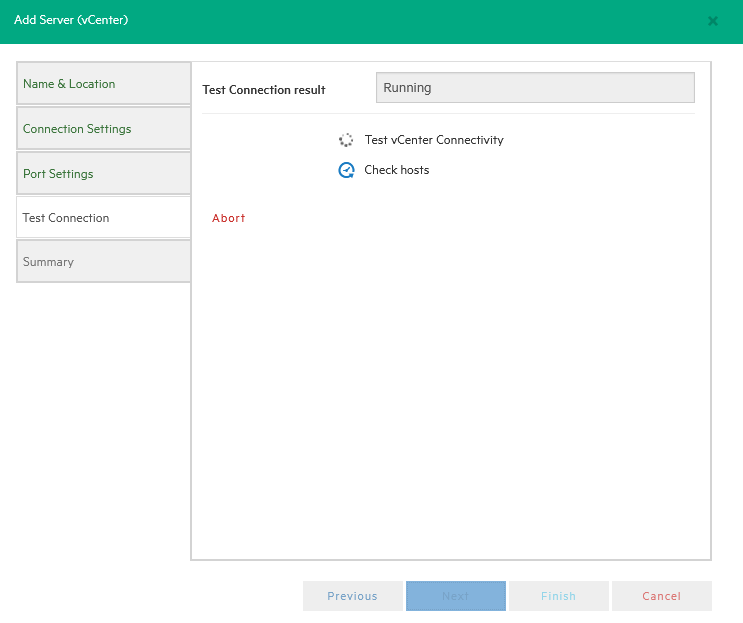 Add Server (vCenter)
Name & Location
Connection Settings
Port Settings
Test Connection
Summary
Test Connection result
Running
Test vCenter Connectivity
Check hosts
Abort
Previous
Next
Finish
Cancel